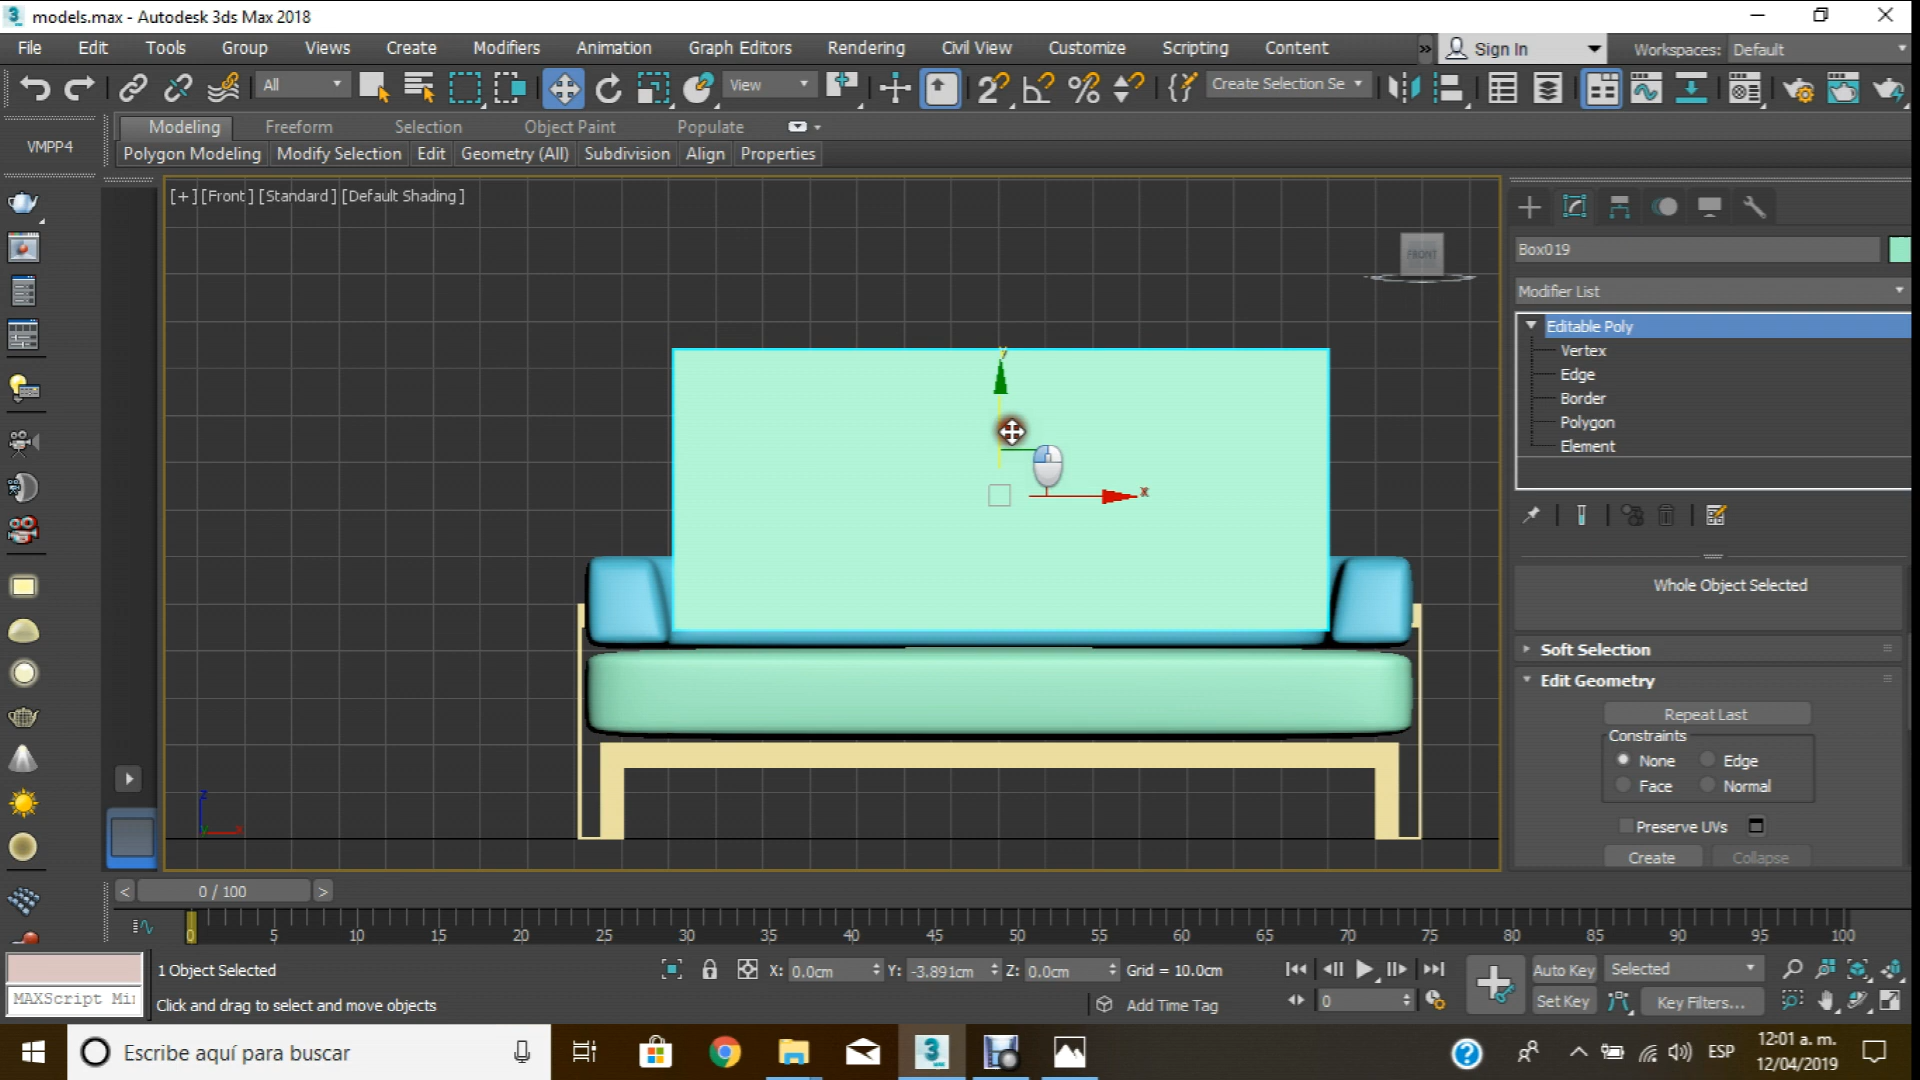 models.max - Autodesk 3ds Max 2018
File Edit Tools Group Views Create Modifiers Animation Graph Editors Rendering Civil View Customize Scripting Content
Sign In Workspaces: Default
All View Create Selection Se
VMPP4
Modeling Freeform Selection Object Paint Populate
Polygon Modeling Modify Selection Edit Geometry (All) Subdivision Align Properties
[+] [Front] [Standard] [Default Shading]
FRONT
Box019
Modifier List
Editable Poly
Vertex
Edge
Border
Polygon
Element
y
x
Whole Object Selected
Soft Selection
Edit Geometry
Repeat Last
Constraints
None Edge
Face Normal
Preserve UVs
Create Collapse
z
y x
< 0 / 100 >
0 5 10 15 20 25 30 35 40 45 50 55 60 65 70 75 80 85 90 95 100
1 Object Selected X: 0.0cm Y: -3.891cm Z: 0.0cm Grid = 10.0cm Auto Key Selected
MAXScript Mi Click and drag to select and move objects Add Time Tag 0 Set Key Key Filters...
Escribe aquí para buscar
ESP
12:01 a. m.
12/04/2019